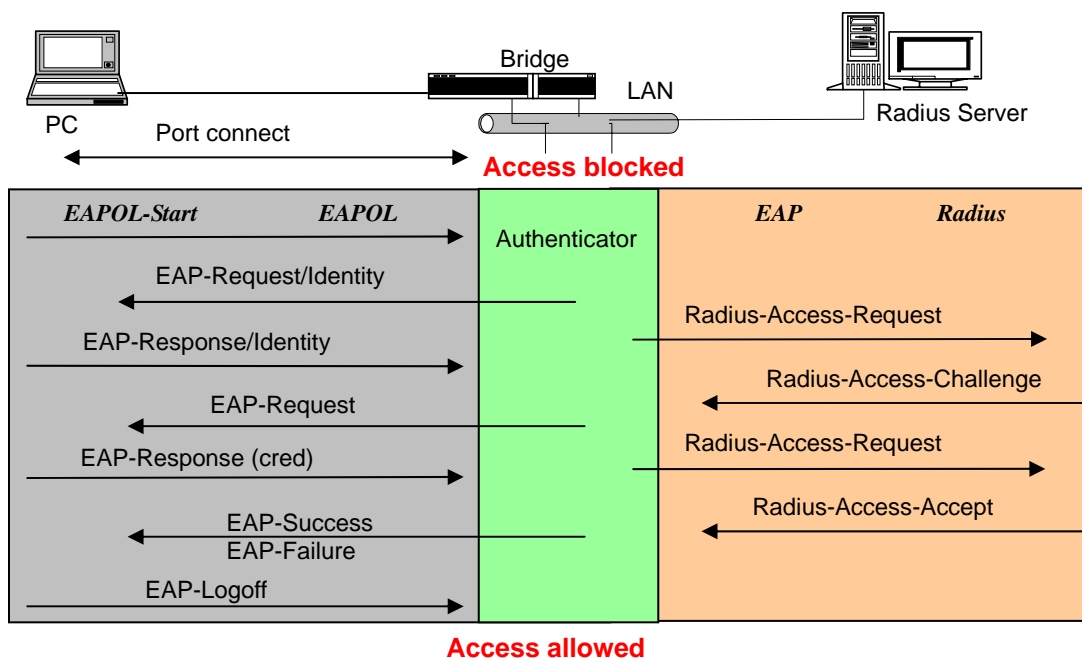 Bridge
LAN
PC
Radius Server
Port connect
Access blocked
EAPOL-Start EAPOL
EAP Radius
Authenticator
EAP-Request/Identity
Radius-Access-Request
EAP-Response/Identity
Radius-Access-Challenge
EAP-Request
Radius-Access-Request
EAP-Response (cred)
Radius-Access-Accept
EAP-Success
EAP-Failure
EAP-Logoff
Access allowed